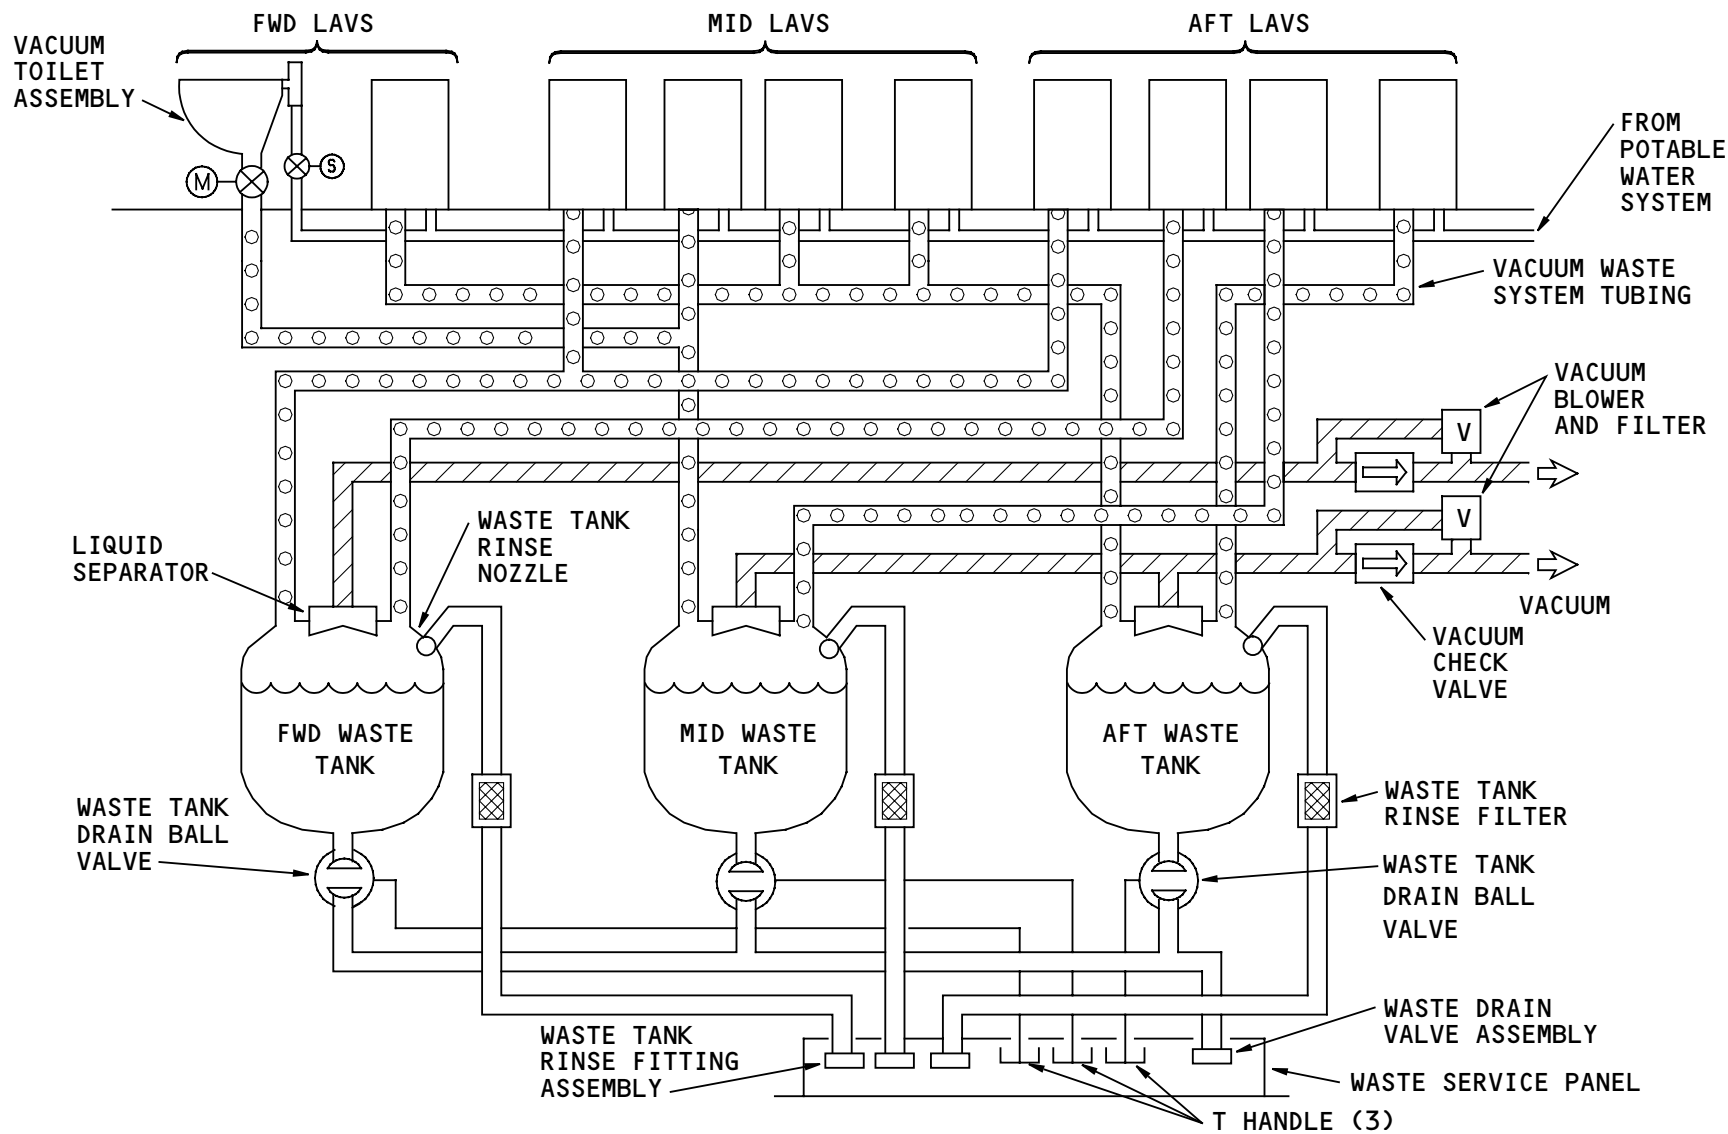 FWD LAVS
MID LAVS
AFT LAVS
VACUUM
TOILET
ASSEMBLY
M
S
FROM
POTABLE
WATER
SYSTEM
VACUUM WASTE
SYSTEM TUBING
VACUUM
BLOWER
AND FILTER
V
V
WASTE TANK
RINSE
NOZZLE
LIQUID
SEPARATOR
VACUUM
VACUUM
CHECK
VALVE
FWD WASTE
TANK
MID WASTE
TANK
AFT WASTE
TANK
WASTE TANK
DRAIN BALL
VALVE
WASTE TANK
RINSE FILTER
WASTE TANK
DRAIN BALL
VALVE
WASTE DRAIN
VALVE ASSEMBLY
WASTE TANK
RINSE FITTING
ASSEMBLY
WASTE SERVICE PANEL
T HANDLE (3)